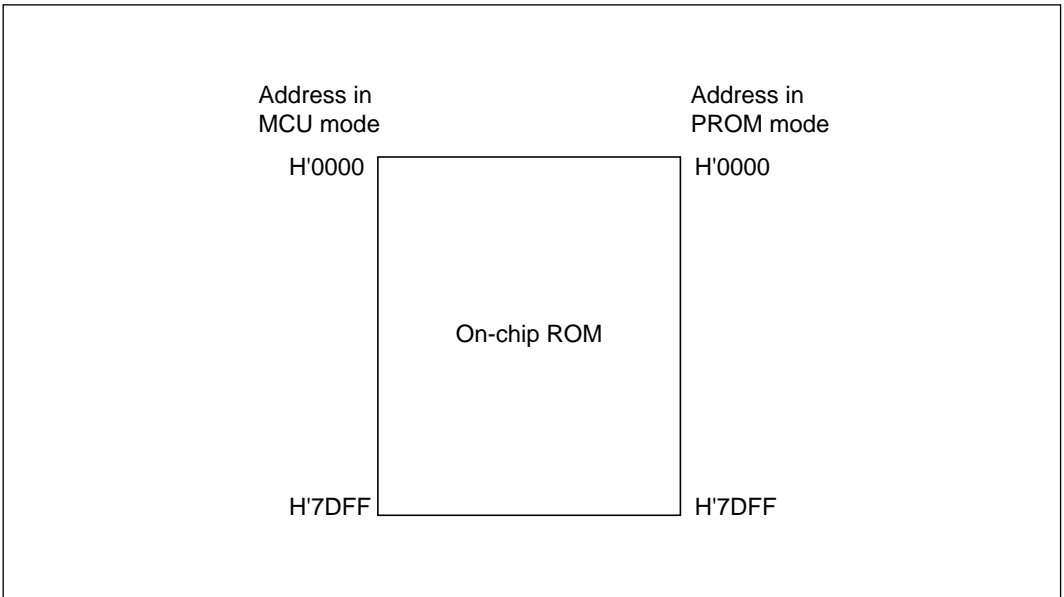 Address in
MCU mode
Address in
PROM mode
H'0000
H'0000
On-chip ROM
H'7DFF
H'7DFF